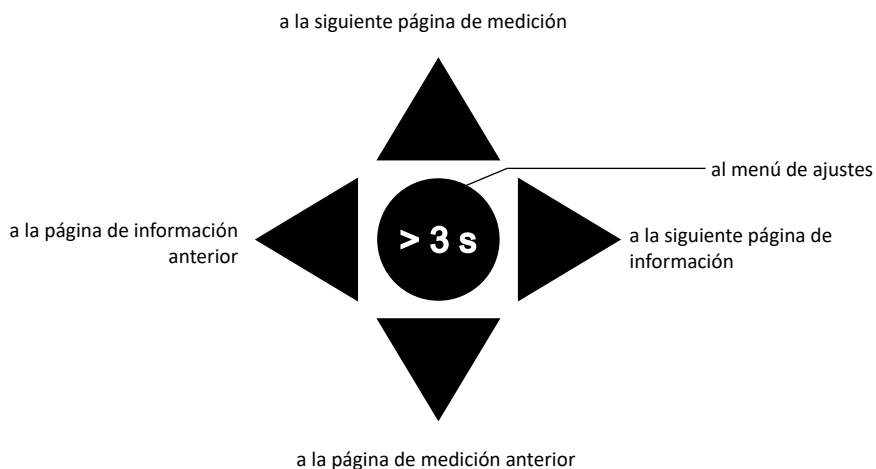 a la siguiente página de medición
al menú de ajustes
a la página de información
anterior
> 3 s
a la siguiente página de
información
a la página de medición anterior